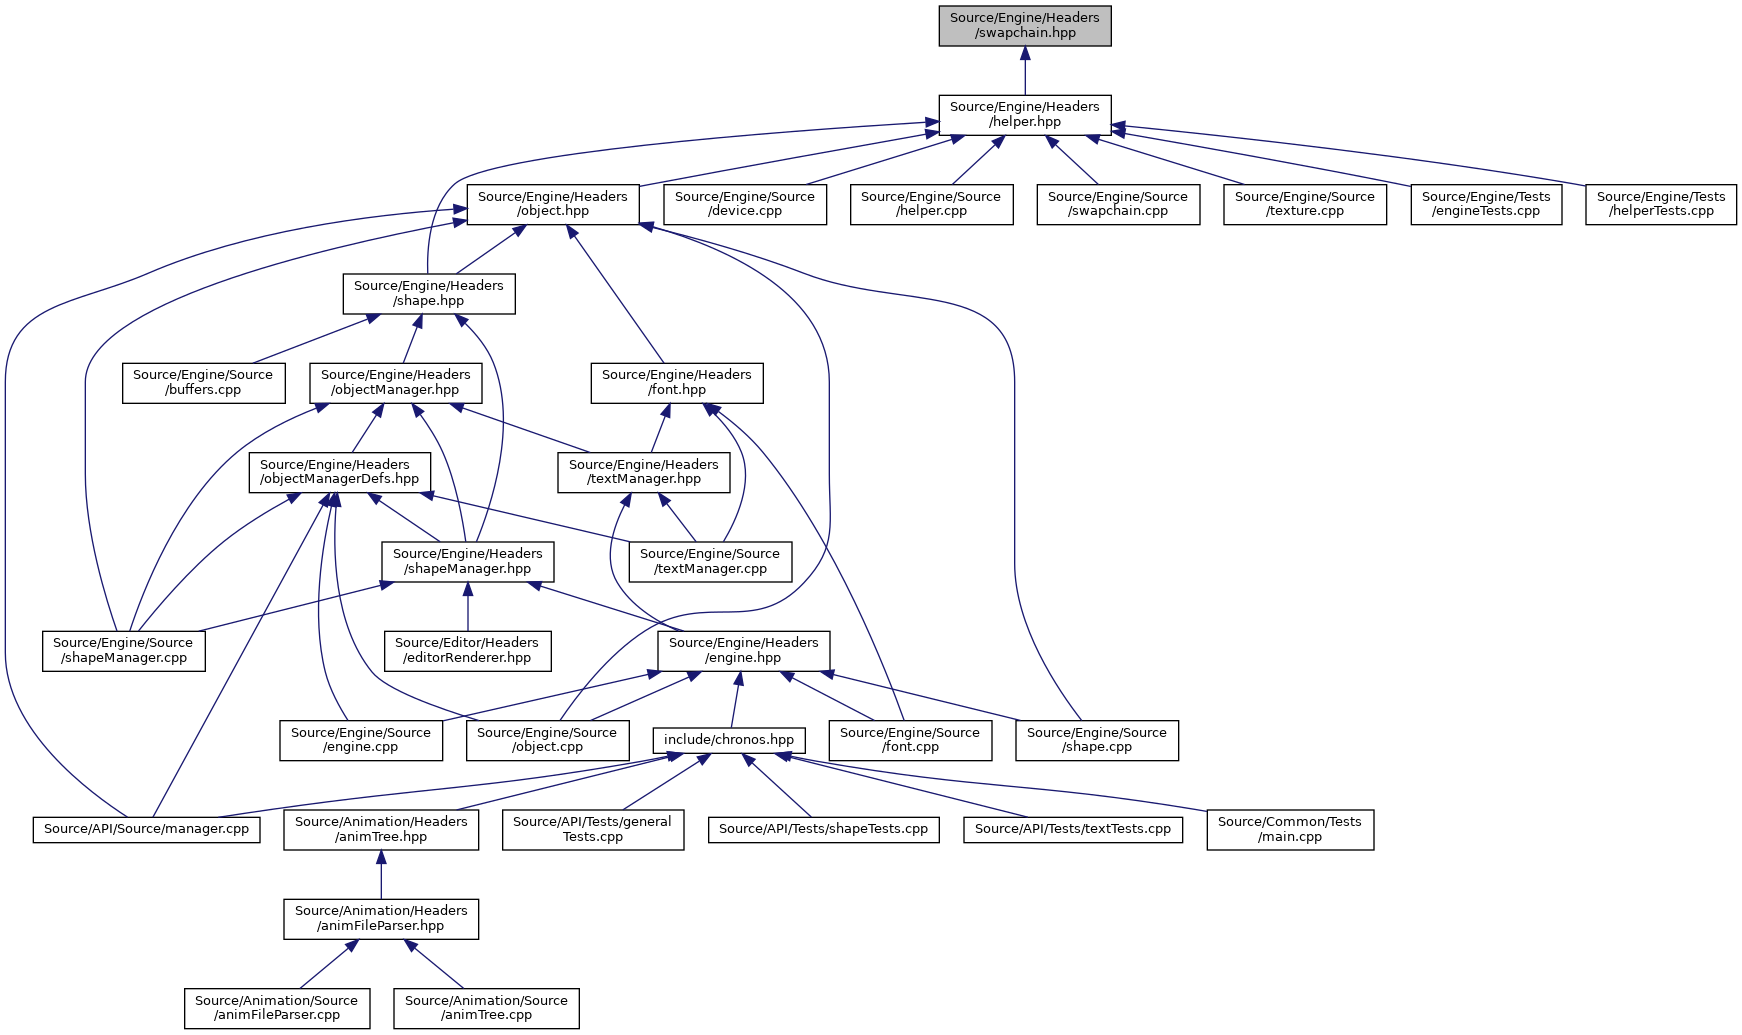 Source/Engine/Headers
/swapchain.hpp
Source/Engine/Headers
/helper.hpp
Source/Engine/Headers
/object.hpp
Source/Engine/Source
/device.cpp
Source/Engine/Source
/helper.cpp
Source/Engine/Source
/swapchain.cpp
Source/Engine/Source
/texture.cpp
Source/Engine/Tests
/engineTests.cpp
Source/Engine/Tests
/helperTests.cpp
Source/Engine/Headers
/shape.hpp
Source/Engine/Source
/buffers.cpp
Source/Engine/Headers
/objectManager.hpp
Source/Engine/Headers
/font.hpp
Source/Engine/Headers
/objectManagerDefs.hpp
Source/Engine/Headers
/textManager.hpp
Source/Engine/Headers
/shapeManager.hpp
Source/Engine/Source
/textManager.cpp
Source/Engine/Source
/shapeManager.cpp
Source/Editor/Headers
/editorRenderer.hpp
Source/Engine/Headers
/engine.hpp
Source/Engine/Source
/engine.cpp
Source/Engine/Source
/object.cpp
include/chronos.hpp
Source/Engine/Source
/font.cpp
Source/Engine/Source
/shape.cpp
Source/API/Source/manager.cpp
Source/Animation/Headers
/animTree.hpp
Source/API/Tests/general
Tests.cpp
Source/API/Tests/shapeTests.cpp
Source/API/Tests/textTests.cpp
Source/Common/Tests
/main.cpp
Source/Animation/Headers
/animFileParser.hpp
Source/Animation/Source
/animFileParser.cpp
Source/Animation/Source
/animTree.cpp